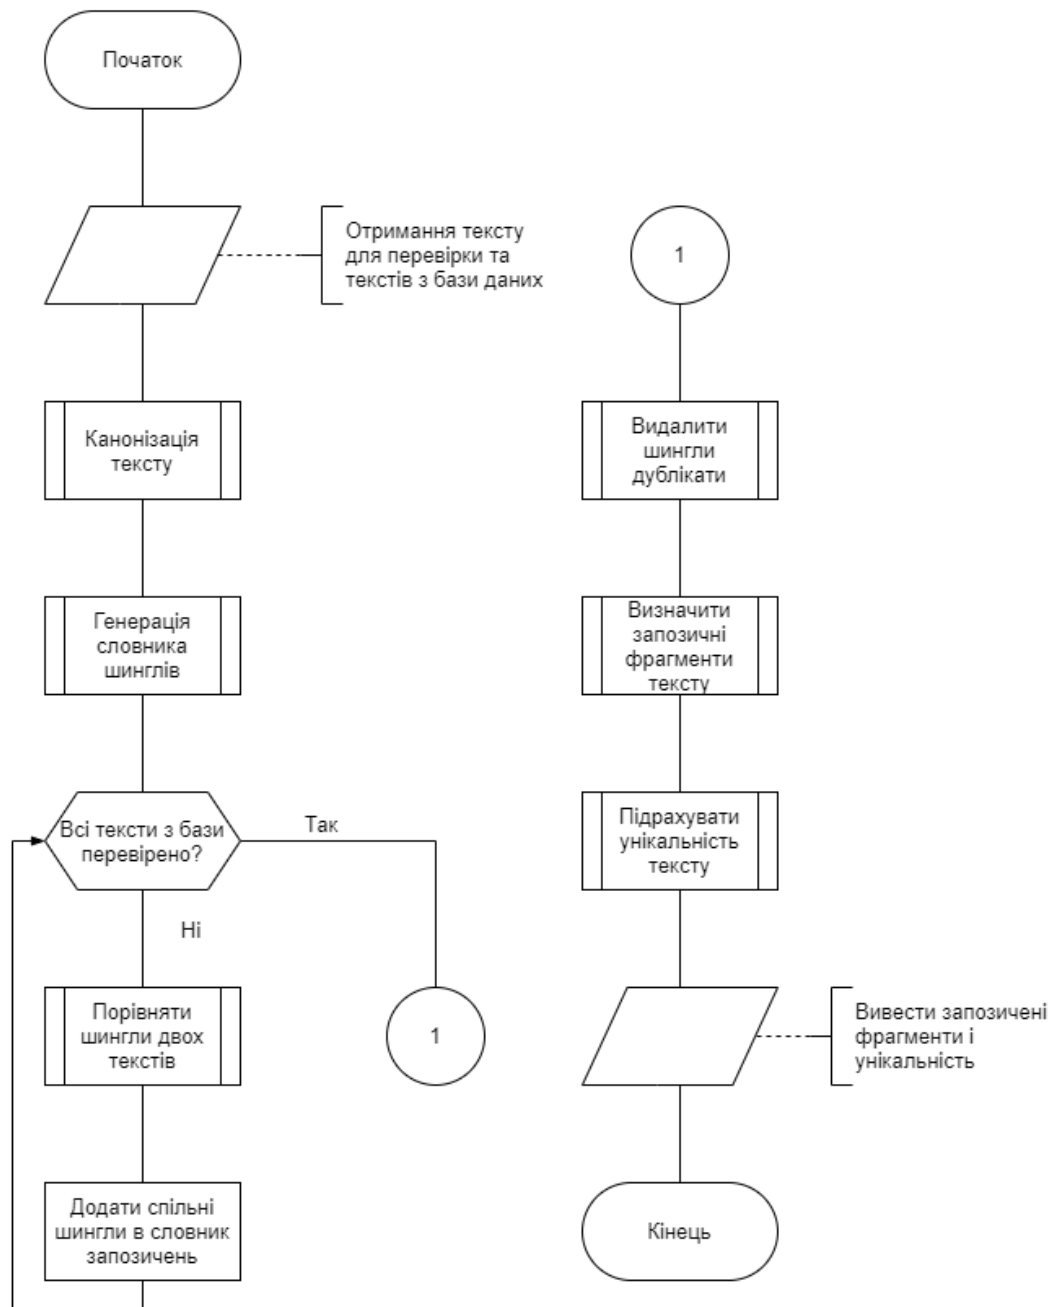 Початок
Отримання тексту
для перевірки та
текстів з бази даних
Канонізація
тексту
Генерація
словника
шинглів
Всі тексти з бази
перевірено?
Так
Ні
Порівняти
шингли двох
текстів
1
Додати спільні
шингли в словник
запозичень
1
Видалити
шингли
дублікати
Визначити
запозичні
фрагменти
тексту
Підрахувати
унікальність
тексту
Вивести запозичені
фрагменти і
унікальність
Кінець